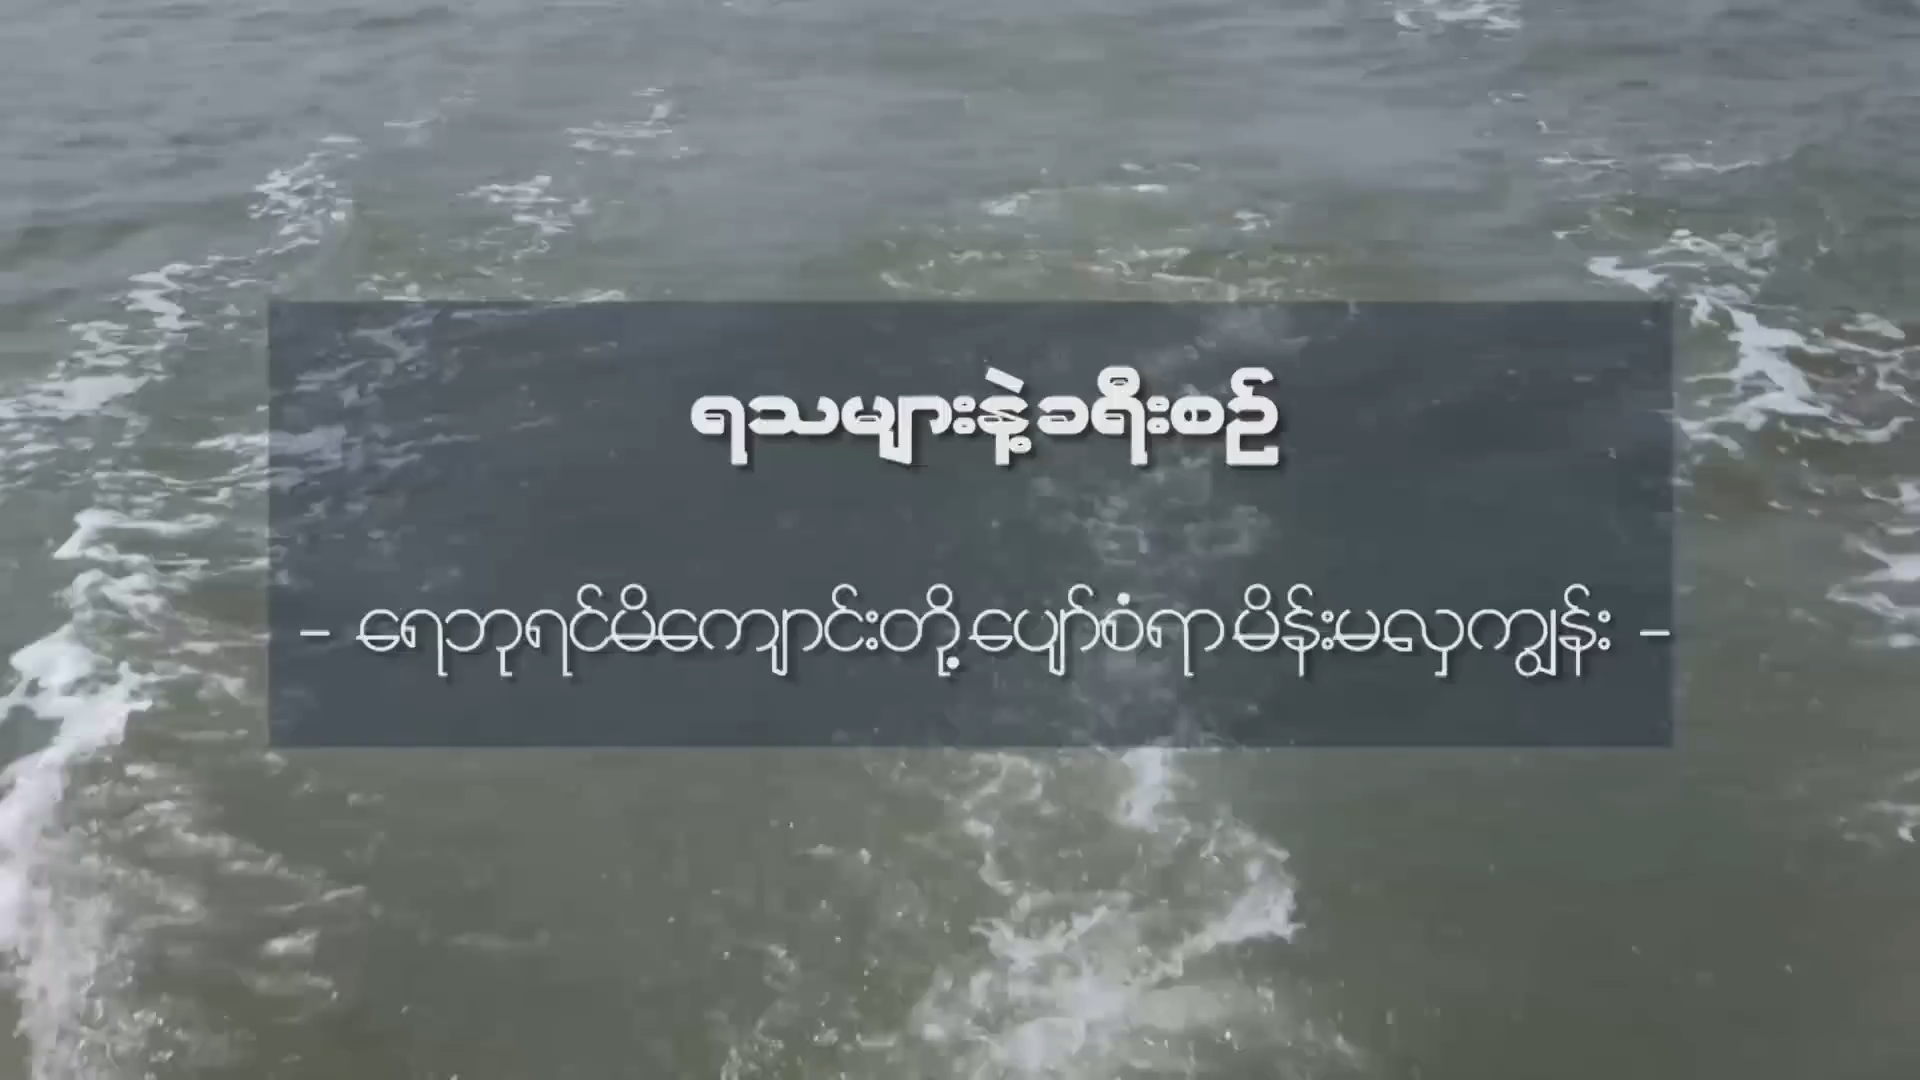 ရသများနဲ့ခရီးစဉ်
- ရေဘုရင်မိကျောင်းတို့ ပျော်စံရာ မိန်းမလှကျွန်း -